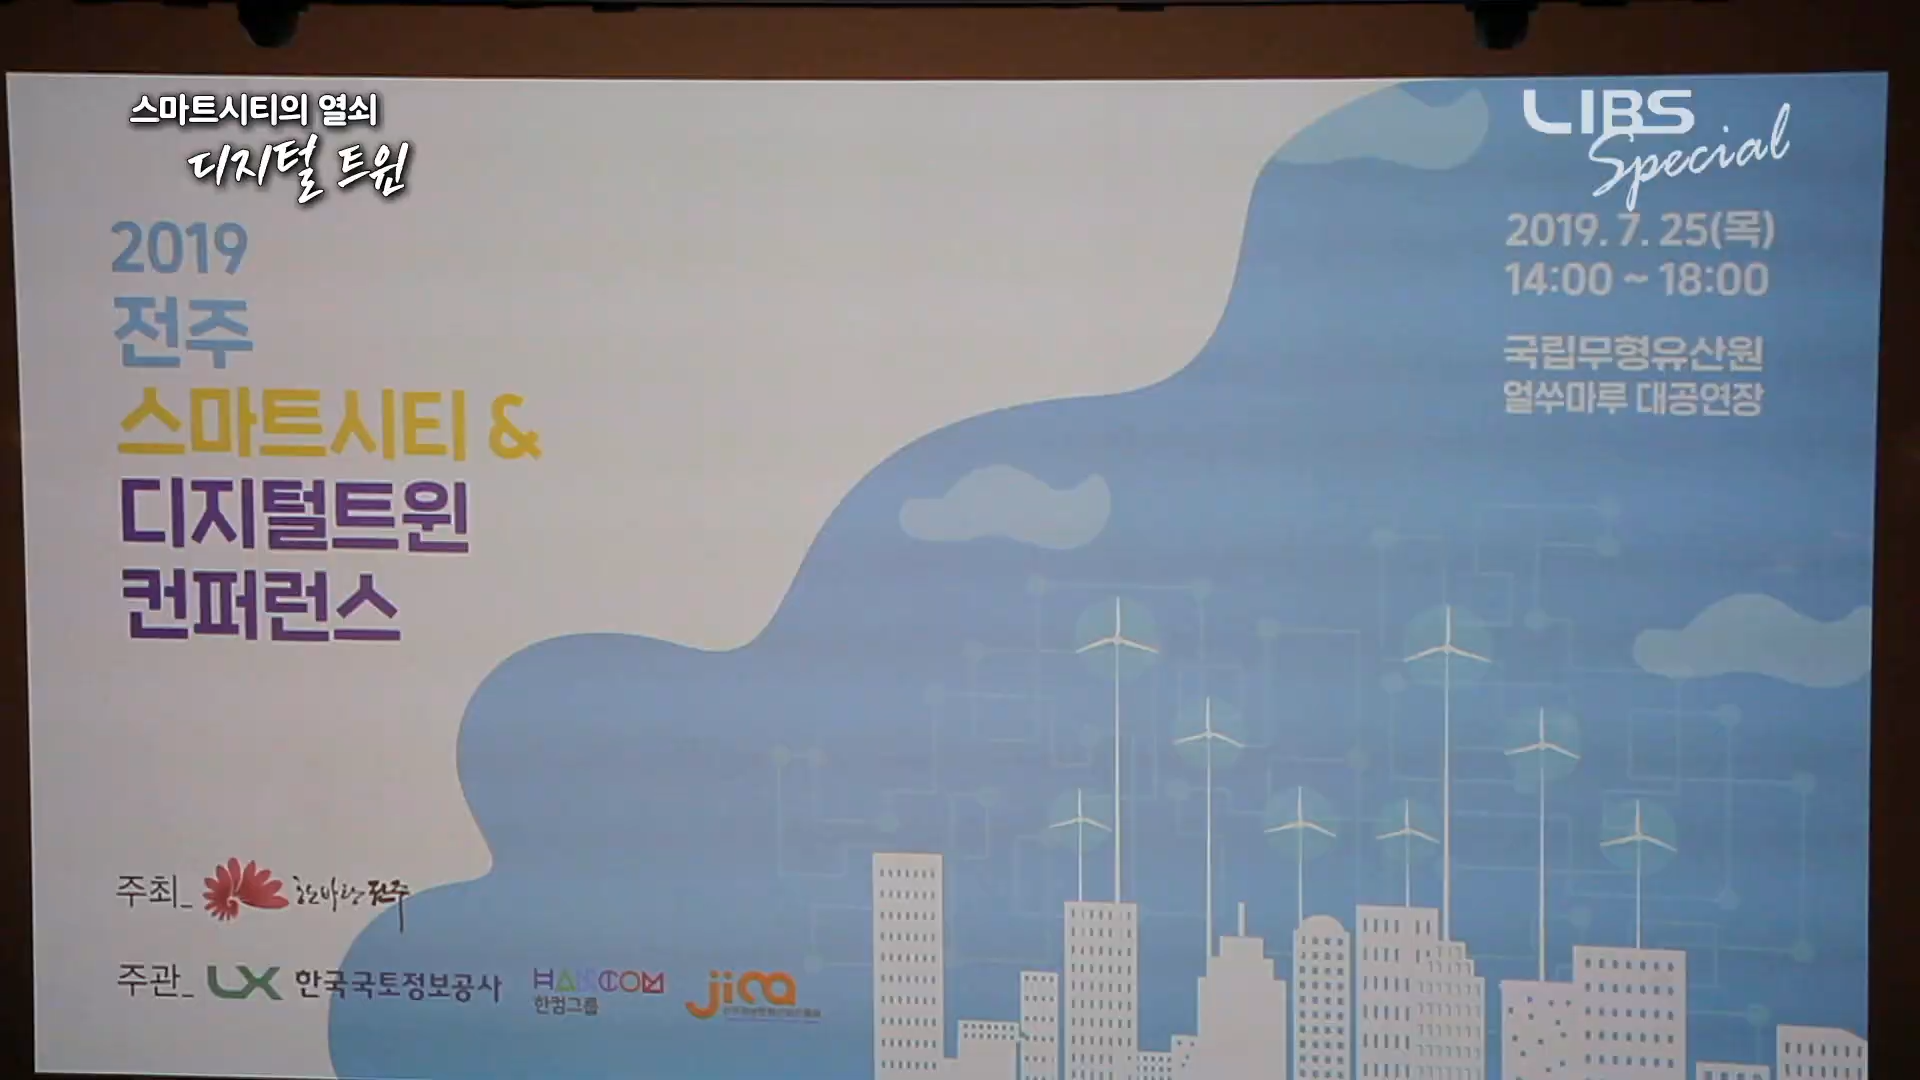 스마트시티의 열쇠
디지털 트윈
LIBS
Special
2019
전주
스마트시티 &
디지털트윈
컨퍼런스
2019. 7. 25(목)
14:00 ~ 18:00
국립무형유산원
얼쑤마루 대공연장
주최_ 한바탕전주
주관_ LX 한국국토정보공사 HANCOM 한컴그룹 jica